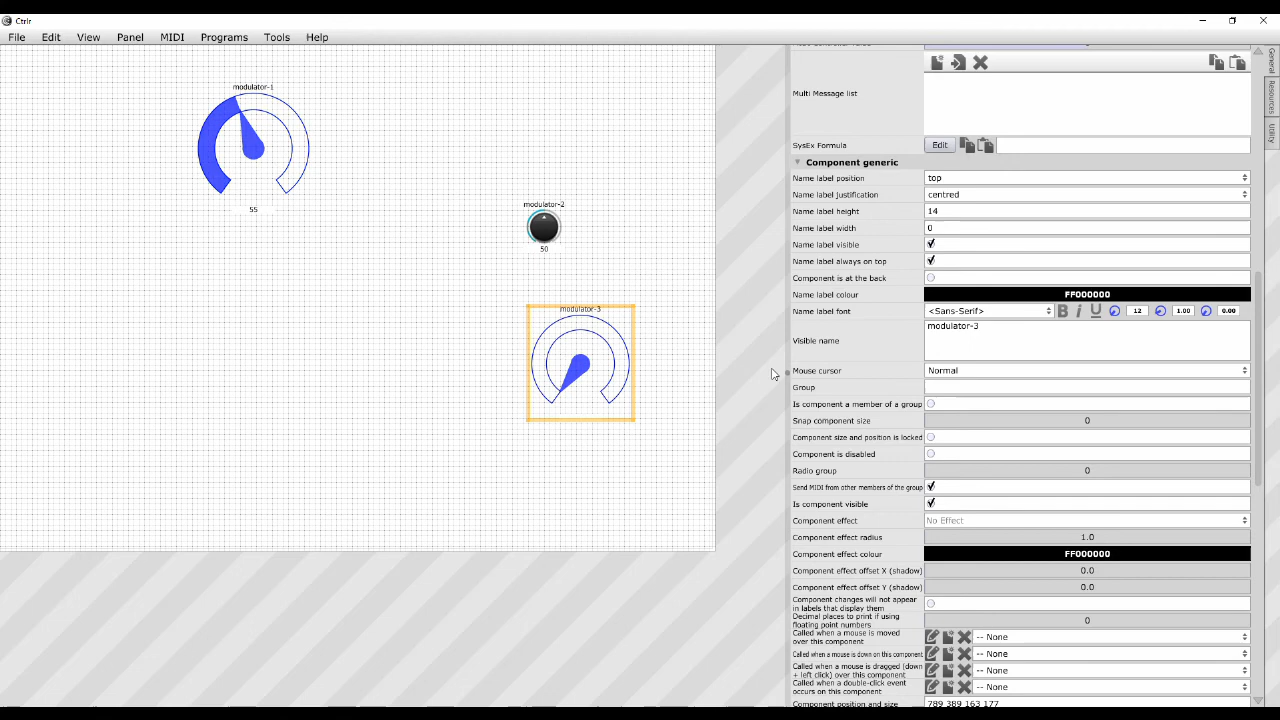 Ctrlr
File Edit View Panel MIDI Programs Tools Help
modulator-1
55
modulator-2
50
modulator-3
Multi Message list
SysEx Formula Edit
Component generic
Name label position top
Name label justification centred
Name label height 14
Name label width 0
Name label visible
Name label always on top
Component is at the back
Name label colour FF000000
Name label font <Sans-Serif> B i U 12 1.00 0.00
Visible name modulator-3
Mouse cursor Normal
Group
Is component a member of a group
Snap component size 0
Component size and position is locked
Component is disabled
Radio group 0
Send MIDI from other members of the group
Is component visible
Component effect No Effect
Component effect radius 1.0
Component effect colour FF000000
Component effect offset X (shadow) 0.0
Component effect offset Y (shadow) 0.0
Component changes will not appear
in labels that display them
Decimal places to print if using
floating point numbers 0
Called when a mouse is moved
over this component -- None
Called when a mouse is down on this component -- None
Called when a mouse is dragged (down
+ left click) over this component -- None
Called when a double-click event
occurs on this component -- None
Component position and size 789 389 163 177
General
Resources
Utility